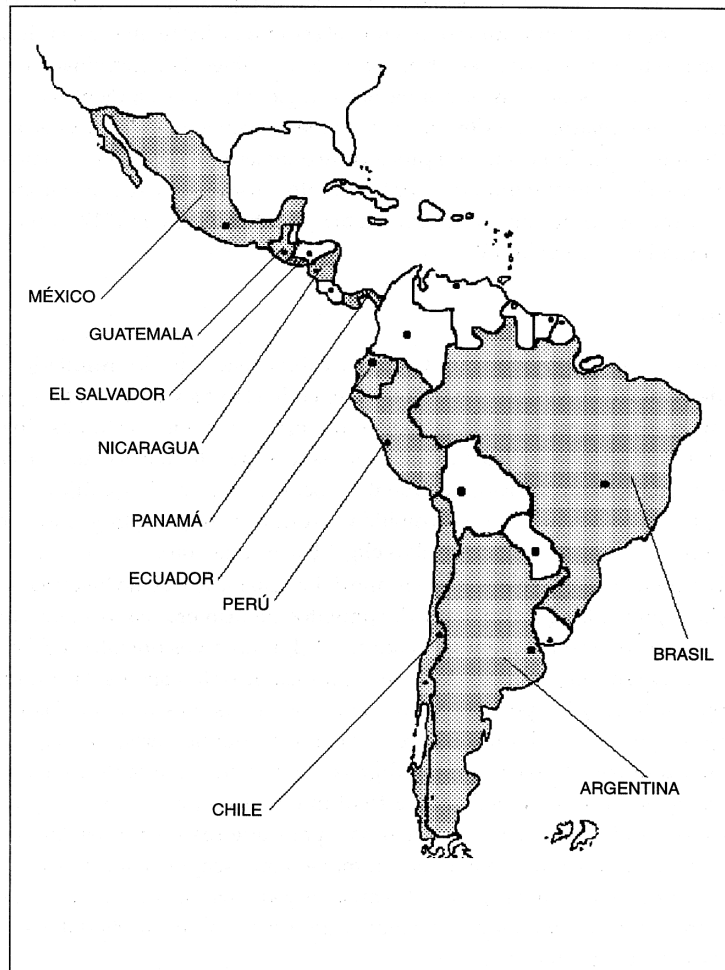 MÉXICO
GUATEMALA
EL SALVADOR
NICARAGUA
PANAMÁ
ECUADOR
PERÚ
BRASIL
ARGENTINA
CHILE